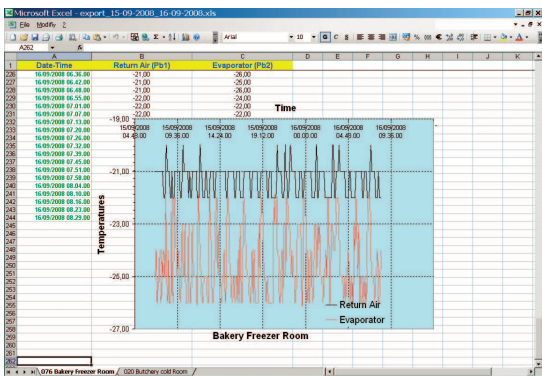 Microsoft Excel - export_15-09-2008_16-09-2008.xls
File Modify ?
Arial 10 G C S
A262 fx
A B C D E F G H I J K
1 Date-Time Return Air (Pb1) Evaporator (Pb2)
226 16/09/2008 06.36.00 -21,00 -26,00
227 16/09/2008 06.42.00 -21,00 -25,00
228 16/09/2008 06.48.00 -21,00 -26,00
229 16/09/2008 06.55.00 -22,00 -24,00
230 16/09/2008 07.01.00 -22,00 -22,00
231 16/09/2008 07.07.00 -22,00 -22,00
232 16/09/2008 07.13.00
233 16/09/2008 07.20.00
234 16/09/2008 07.26.00
235 16/09/2008 07.32.00
236 16/09/2008 07.39.00
237 16/09/2008 07.45.00
238 16/09/2008 07.51.00
239 16/09/2008 07.58.00
240 16/09/2008 08.04.00
241 16/09/2008 08.10.00
242 16/09/2008 08.16.00
243 16/09/2008 08.23.00
244 16/09/2008 08.29.00
245
246
247
248
249
250
251
252
253
254
255
256
257
258
259
260
261
262
Time
15/09/2008 15/09/2008 15/09/2008 15/09/2008 16/09/2008 16/09/2008 16/09/2008
04.48.00 09.36.00 14.24.00 19.12.00 00.00.00 04.48.00 09.36.00
-19,00
-21,00
-23,00
-25,00
-27,00
Temperatures
Return Air
Evaporator
Bakery Freezer Room
076 Bakery Freezer Room / 020 Butchery cold Room